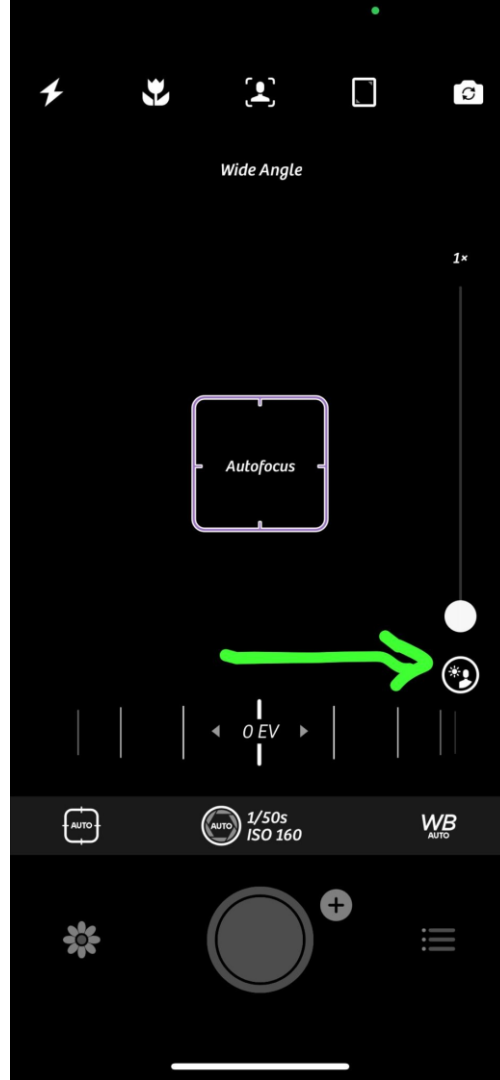 Wide Angle
1×
Autofocus
0 EV
AUTO
AUTO
1/50s
ISO 160
WB
AUTO